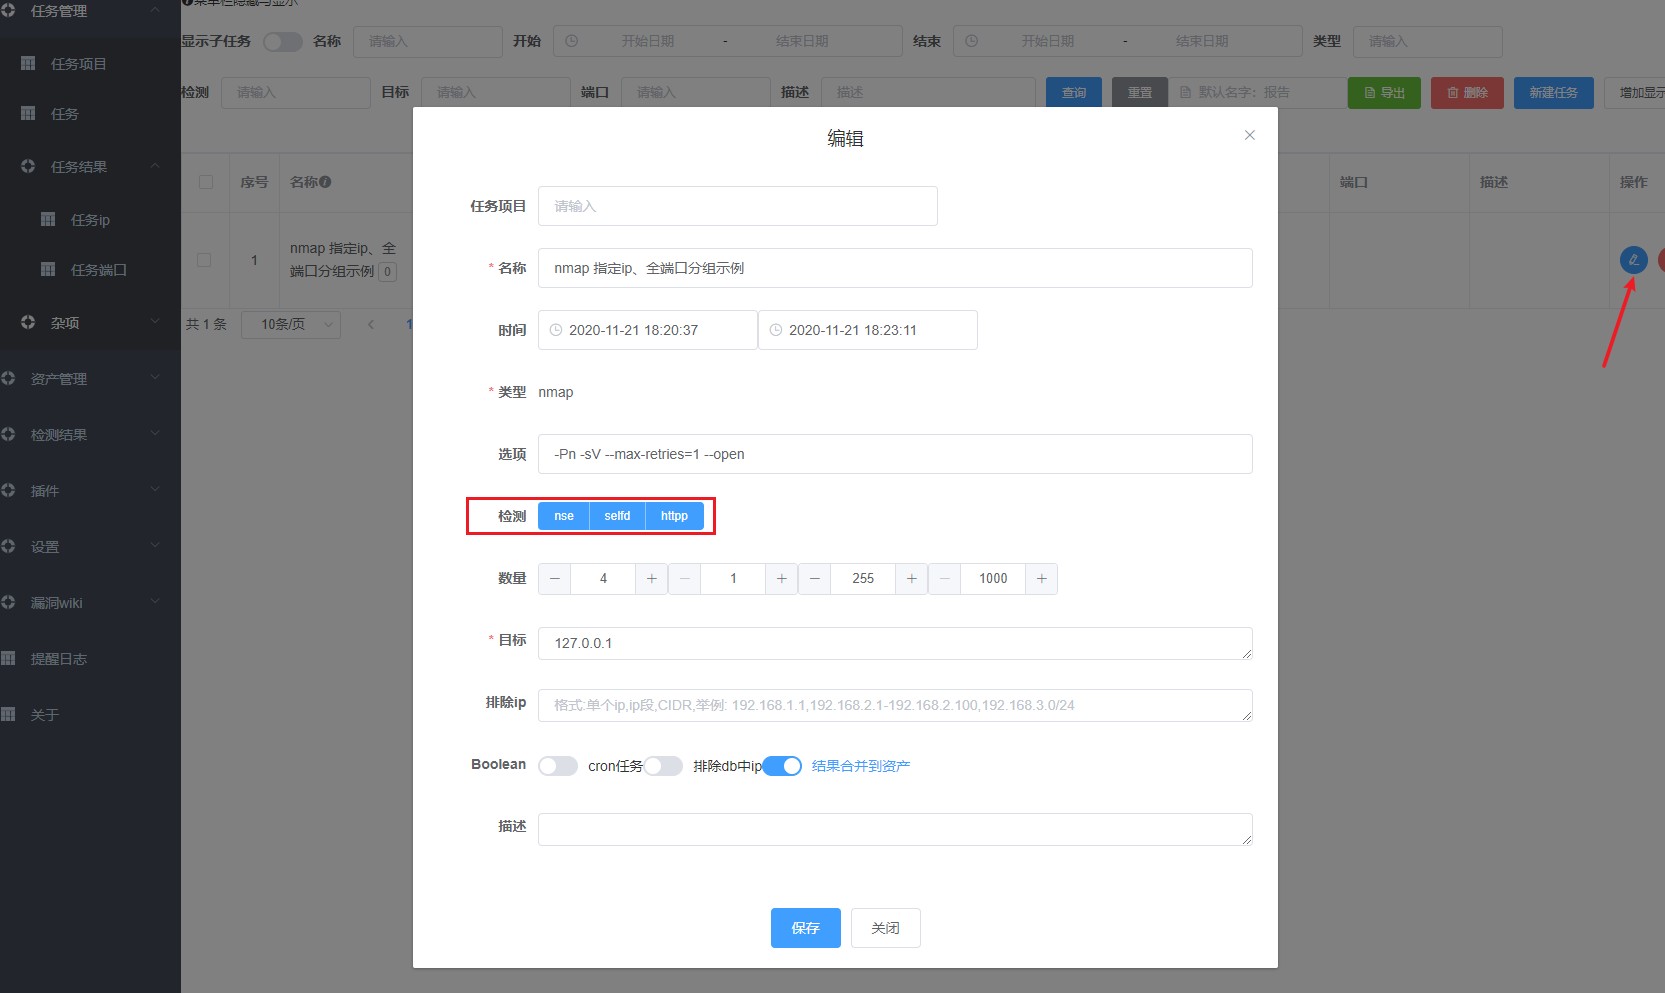 任务管理
任务项目
任务
任务结果
任务ip
任务端口
杂项
资产管理
检测结果
插件
设置
漏洞wiki
提醒日志
关于
菜单栏隐藏与显示
显示子任务 名称 请输入 开始 开始日期 - 结束日期 结束 开始日期 - 结束日期 类型 请输入
检测 请输入 目标 请输入 端口 请输入 描述 描述 查询 重置 默认名字：报告 导出 删除 新建任务 增加显示
序号 名称 端口 描述 操作
1 nmap 指定ip、全
端口分组示例 0
共 1 条 10条/页 1
编辑
任务项目 请输入
* 名称 nmap 指定ip、全端口分组示例
时间 2020-11-21 18:20:37 2020-11-21 18:23:11
* 类型 nmap
选项 -Pn -sV --max-retries=1 --open
检测 nse selfd httpp
数量 4 1 255 1000
* 目标 127.0.0.1
排除ip 格式:单个ip,ip段,CIDR,举例: 192.168.1.1,192.168.2.1-192.168.2.100,192.168.3.0/24
Boolean cron任务 排除db中ip 结果合并到资产
描述
保存 关闭